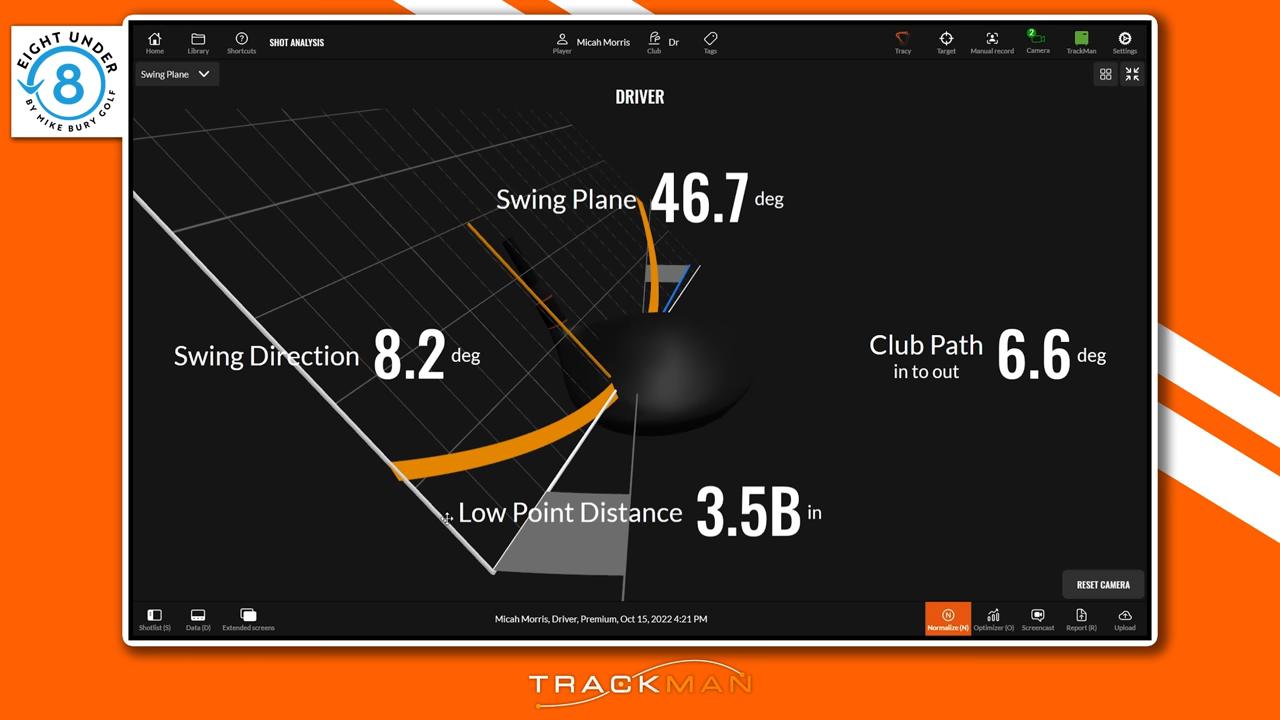 EIGHT UNDER
8
BY MIKE BURY GOLF
Home
Library
Shortcuts
SHOT ANALYSIS
Player
Micah Morris
Club
Dr
Tags
Tracy
Target
Manual record
2
Camera
TrackMan
Settings
Swing Plane
DRIVER
Swing Plane 46.7 deg
Swing Direction 8.2 deg
Club Path
in to out
6.6 deg
Low Point Distance 3.5B in
RESET CAMERA
Shotlist (S)
Data (D)
Extended screens
Micah Morris, Driver, Premium, Oct 15, 2022 4:21 PM
N
Normalize (N)
Optimizer (O)
Screencast
Report (R)
Upload
TRACKMAN